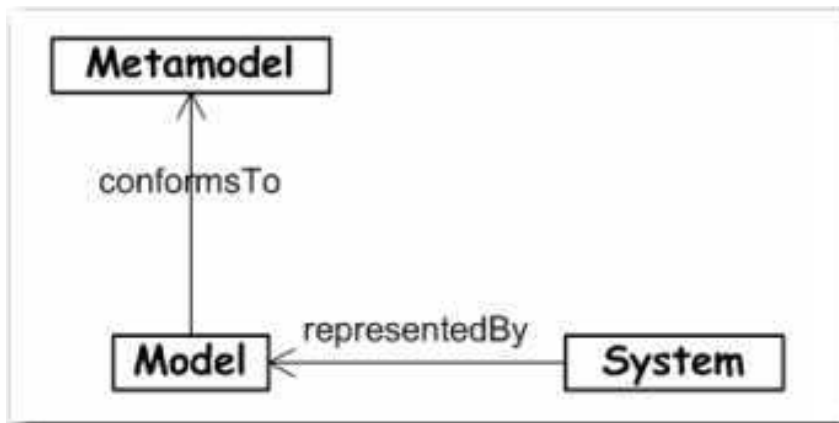 Metamodel
conformsTo
representedBy
Model
System